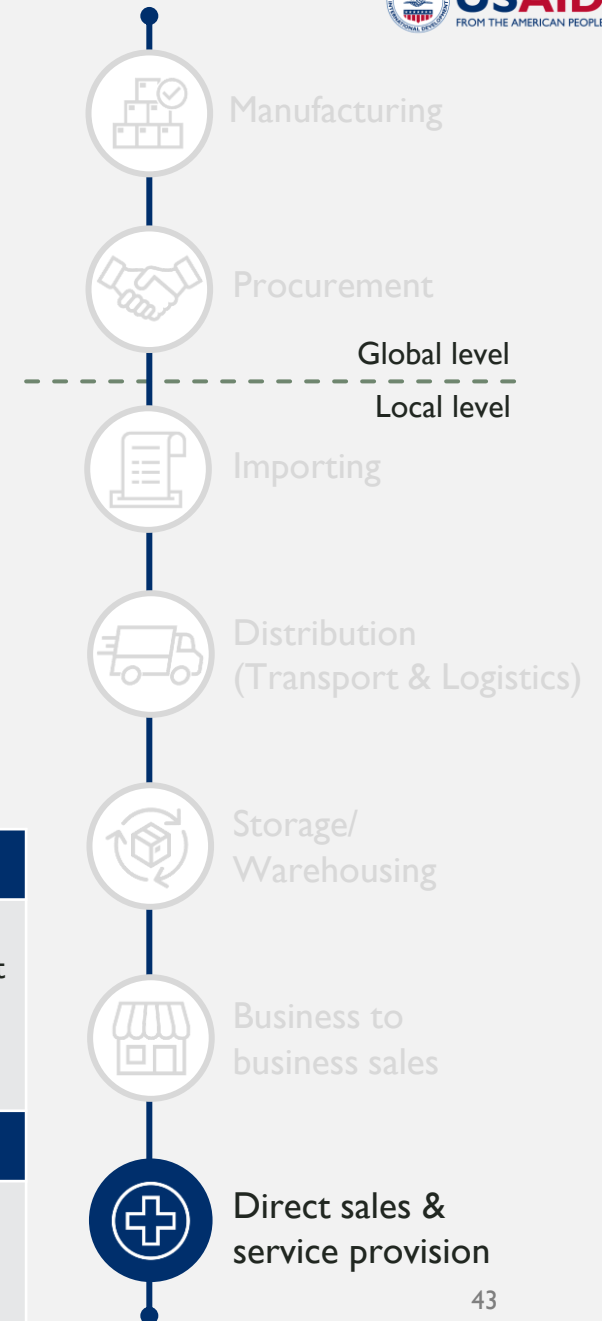 USAID
FROM THE AMERICAN PEOPLE
Manufacturing
Procurement
Global level
Local level
Importing
Distribution
(Transport & Logistics)
Storage/
Warehousing
Business to
business sales
Direct sales &
service provision
43